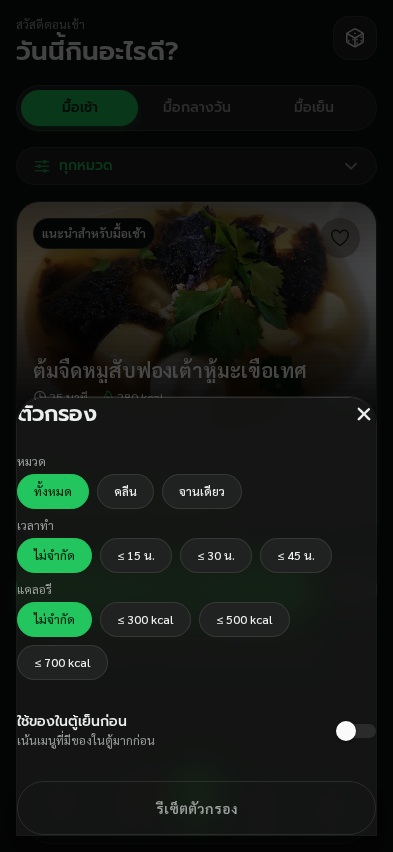 สวัสดีตอนเช้า
วันนี้กินอะไรดี?
มื้อเช้า
มื้อกลางวัน
มื้อเย็น
ทุกหมวด
แนะนำสำหรับมื้อเช้า
ต้มจืดหมูสับฟองเต้าหู้มะเขือเทศ
25 นาที 280 kcal
ตัวกรอง
หมวด
ทั้งหมด
คลีน
จานเดียว
เวลาทำ
ไม่จำกัด
≤ 15 น.
≤ 30 น.
≤ 45 น.
แคลอรี
ไม่จำกัด
≤ 300 kcal
≤ 500 kcal
≤ 700 kcal
ใช้ของในตู้เย็นก่อน
เน้นเมนูที่มีของในตู้มากก่อน
รีเซ็ตตัวกรอง